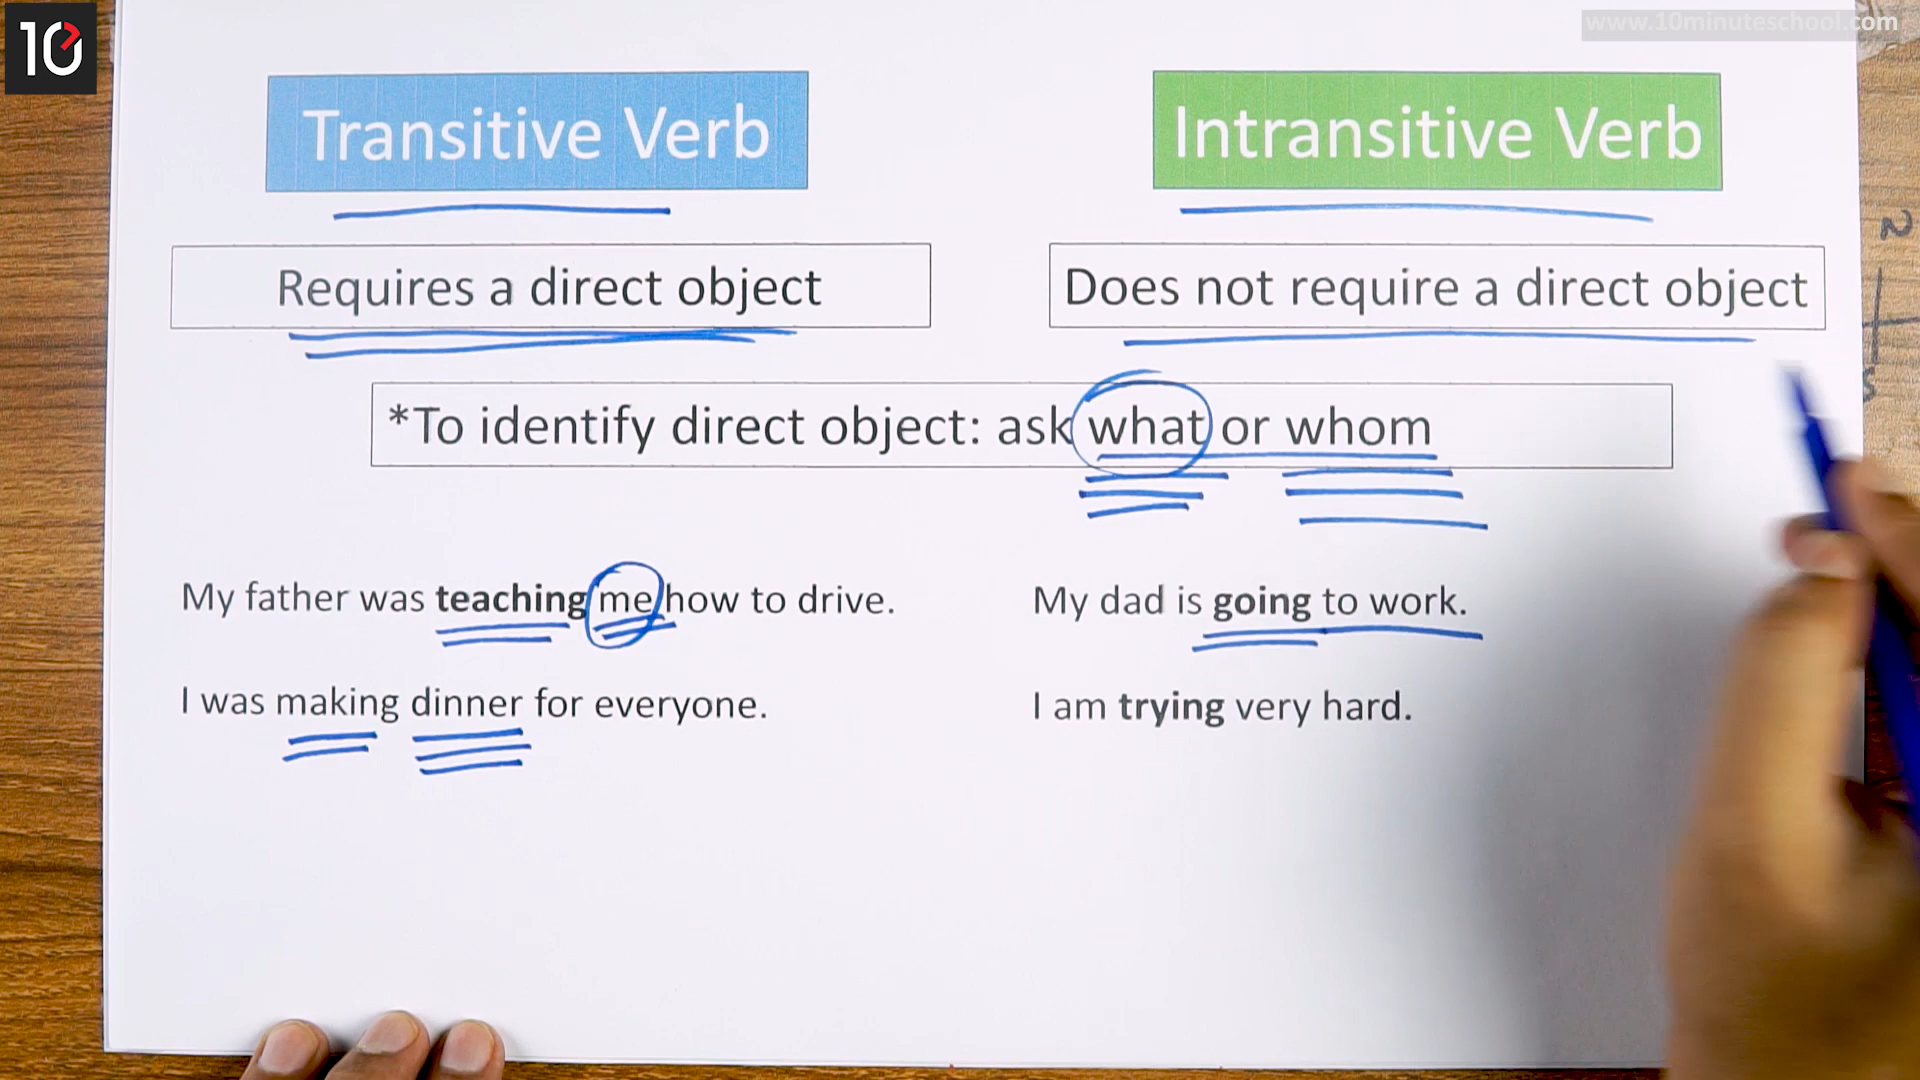 10
www.10minuteschool.com
Transitive Verb
Intransitive Verb
Requires a direct object
Does not require a direct object
*To identify direct object: ask what or whom
My father was teaching me how to drive.
My dad is going to work.
I was making dinner for everyone.
I am trying very hard.